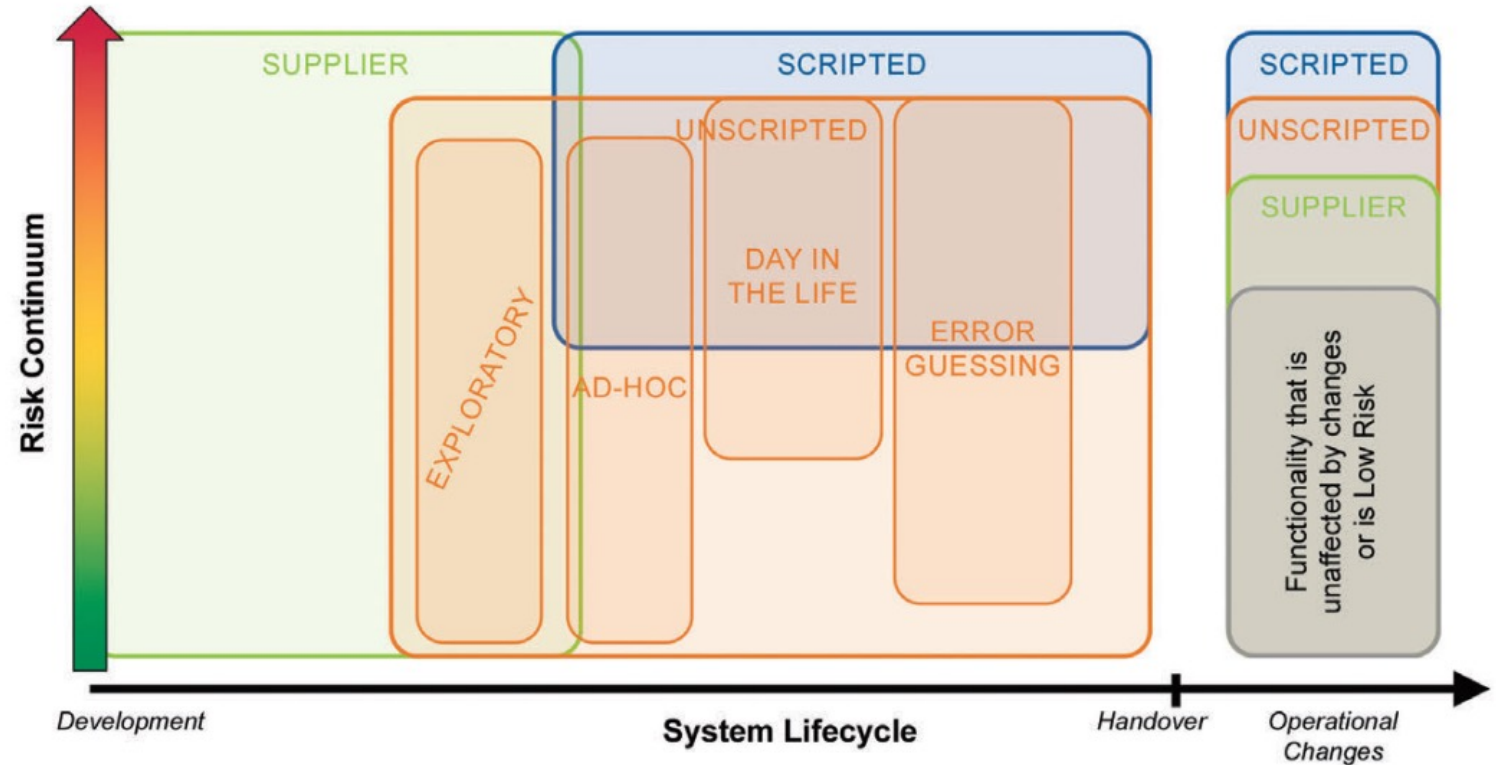 SUPPLIER
SCRIPTED
SCRIPTED
UNSCRIPTED
UNSCRIPTED
SUPPLIER
DAY IN
THE LIFE
ERROR
GUESSING
EXPLORATORY
AD-HOC
Functionality that is
unaffected by changes
or is Low Risk
Risk Continuum
Development
System Lifecycle
Handover
Operational
Changes